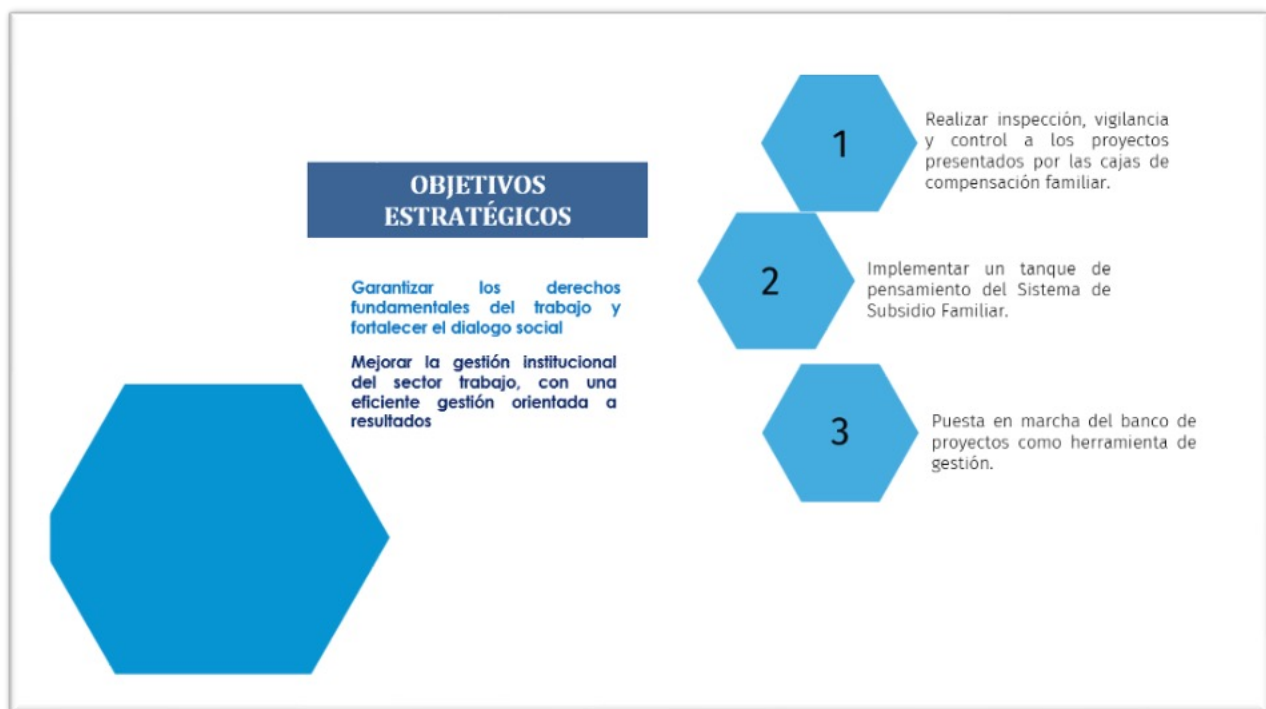 OBJETIVOS
ESTRATÉGICOS
Garantizar los derechos
fundamentales del trabajo y
fortalecer el dialogo social
Mejorar la gestión institucional
del sector trabajo, con una
eficiente gestión orientada a
resultados
1
Realizar inspección, vigilancia
y control a los proyectos
presentados por las cajas de
compensación familiar.
2
Implementar un tanque de
pensamiento del Sistema de
Subsidio Familiar.
3
Puesta en marcha del banco de
proyectos como herramienta de
gestión.